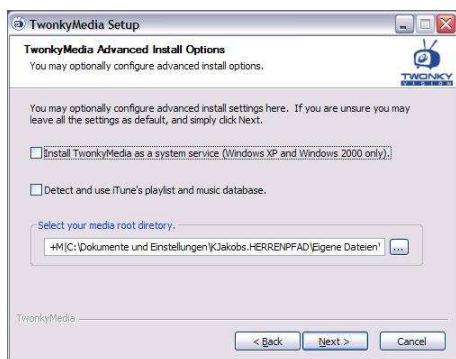 TwonkyMedia Setup
TwonkyMedia Advanced Install Options
You may optionally configure advanced install options.
TWONKY
VISION
You may optionally configure advanced install settings here. If you are unsure you may
leave all the settings as default, and simply click Next.
Install TwonkyMedia as a system service (Windows XP and Windows 2000 only).
Detect and use iTune's playlist and music database.
Select your media root diretory.
+M|C:\Dokumente und Einstellungen\KJakobs.HERRENPFAD\Eigene Dateien\
...
TwonkyMedia
< Back
Next >
Cancel